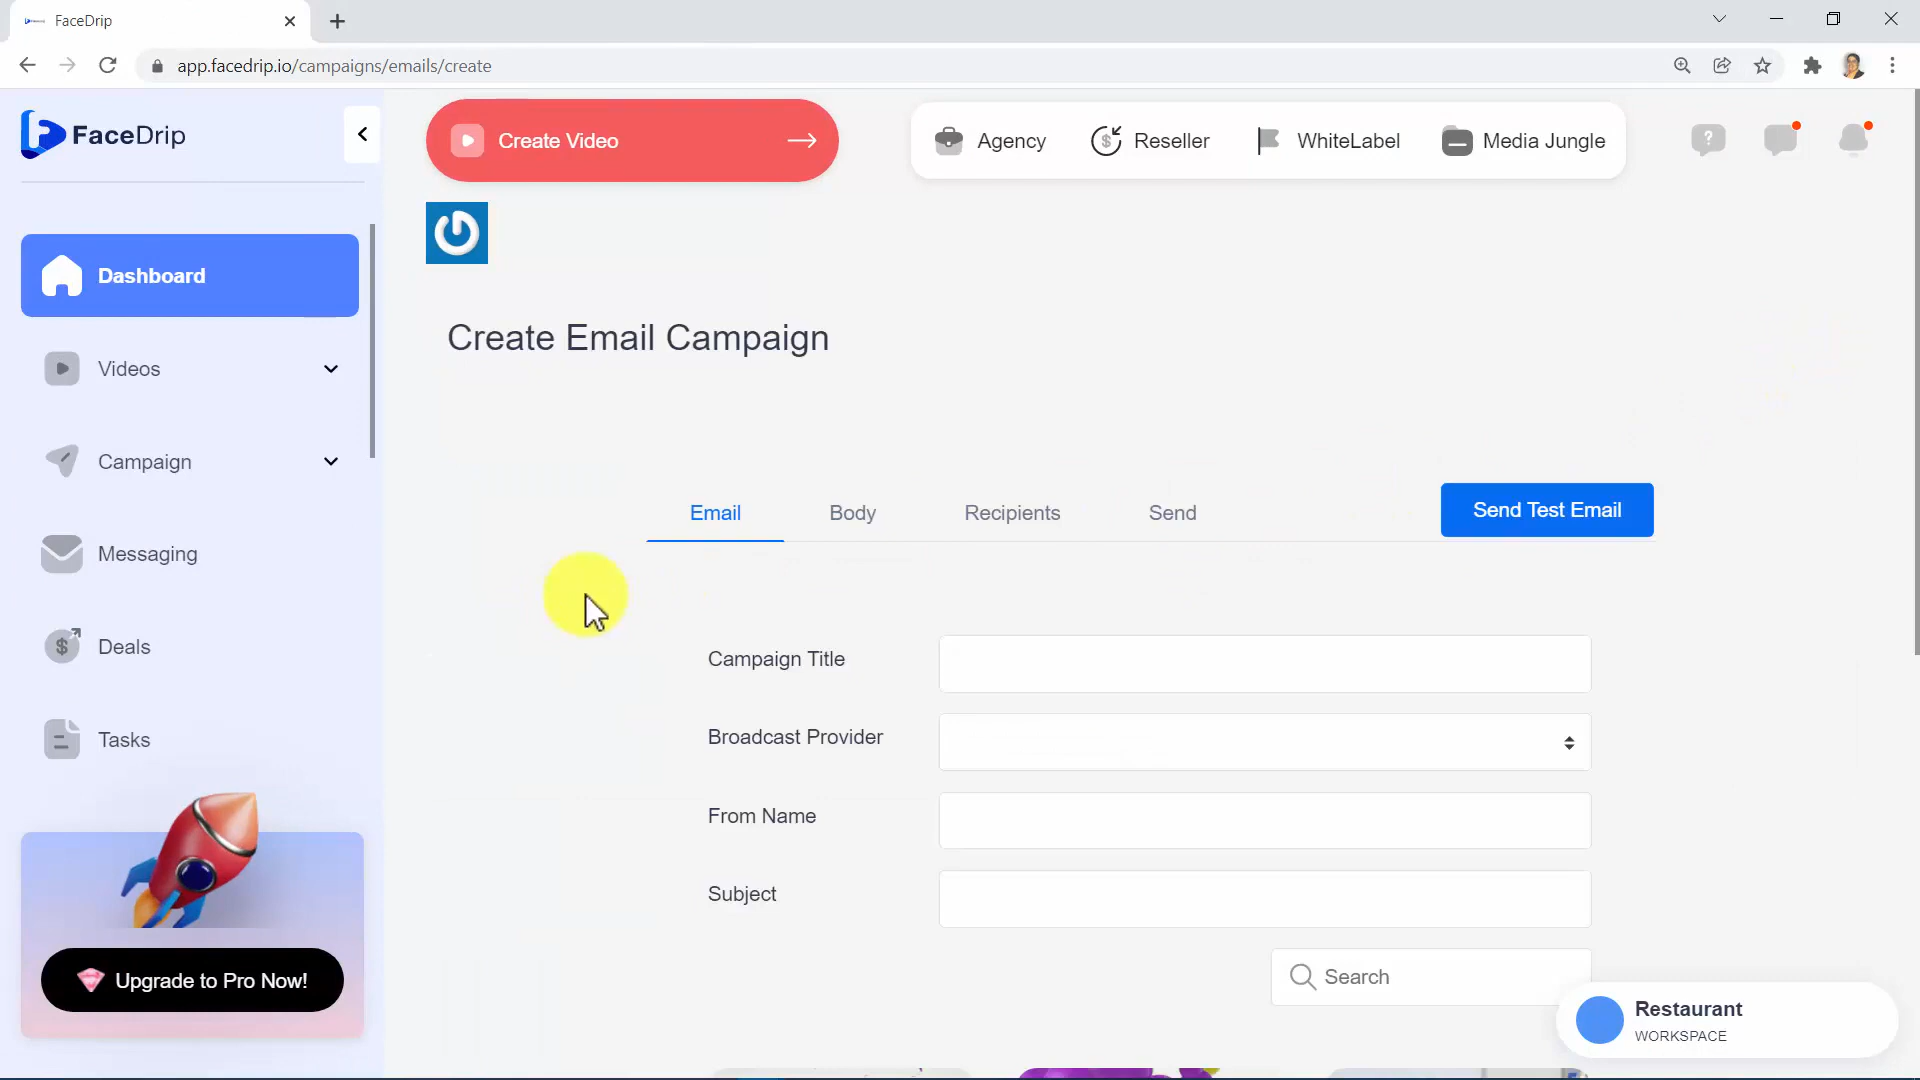 FaceDrip
app.facedrip.io/campaigns/emails/create
FaceDrip
Create Video
Agency
Reseller
WhiteLabel
Media Jungle
Dashboard
Videos
Campaign
Messaging
Deals
Tasks
Upgrade to Pro Now!
Create Email Campaign
Email
Body
Recipients
Send
Send Test Email
Campaign Title
Broadcast Provider
From Name
Subject
Search
Restaurant
WORKSPACE